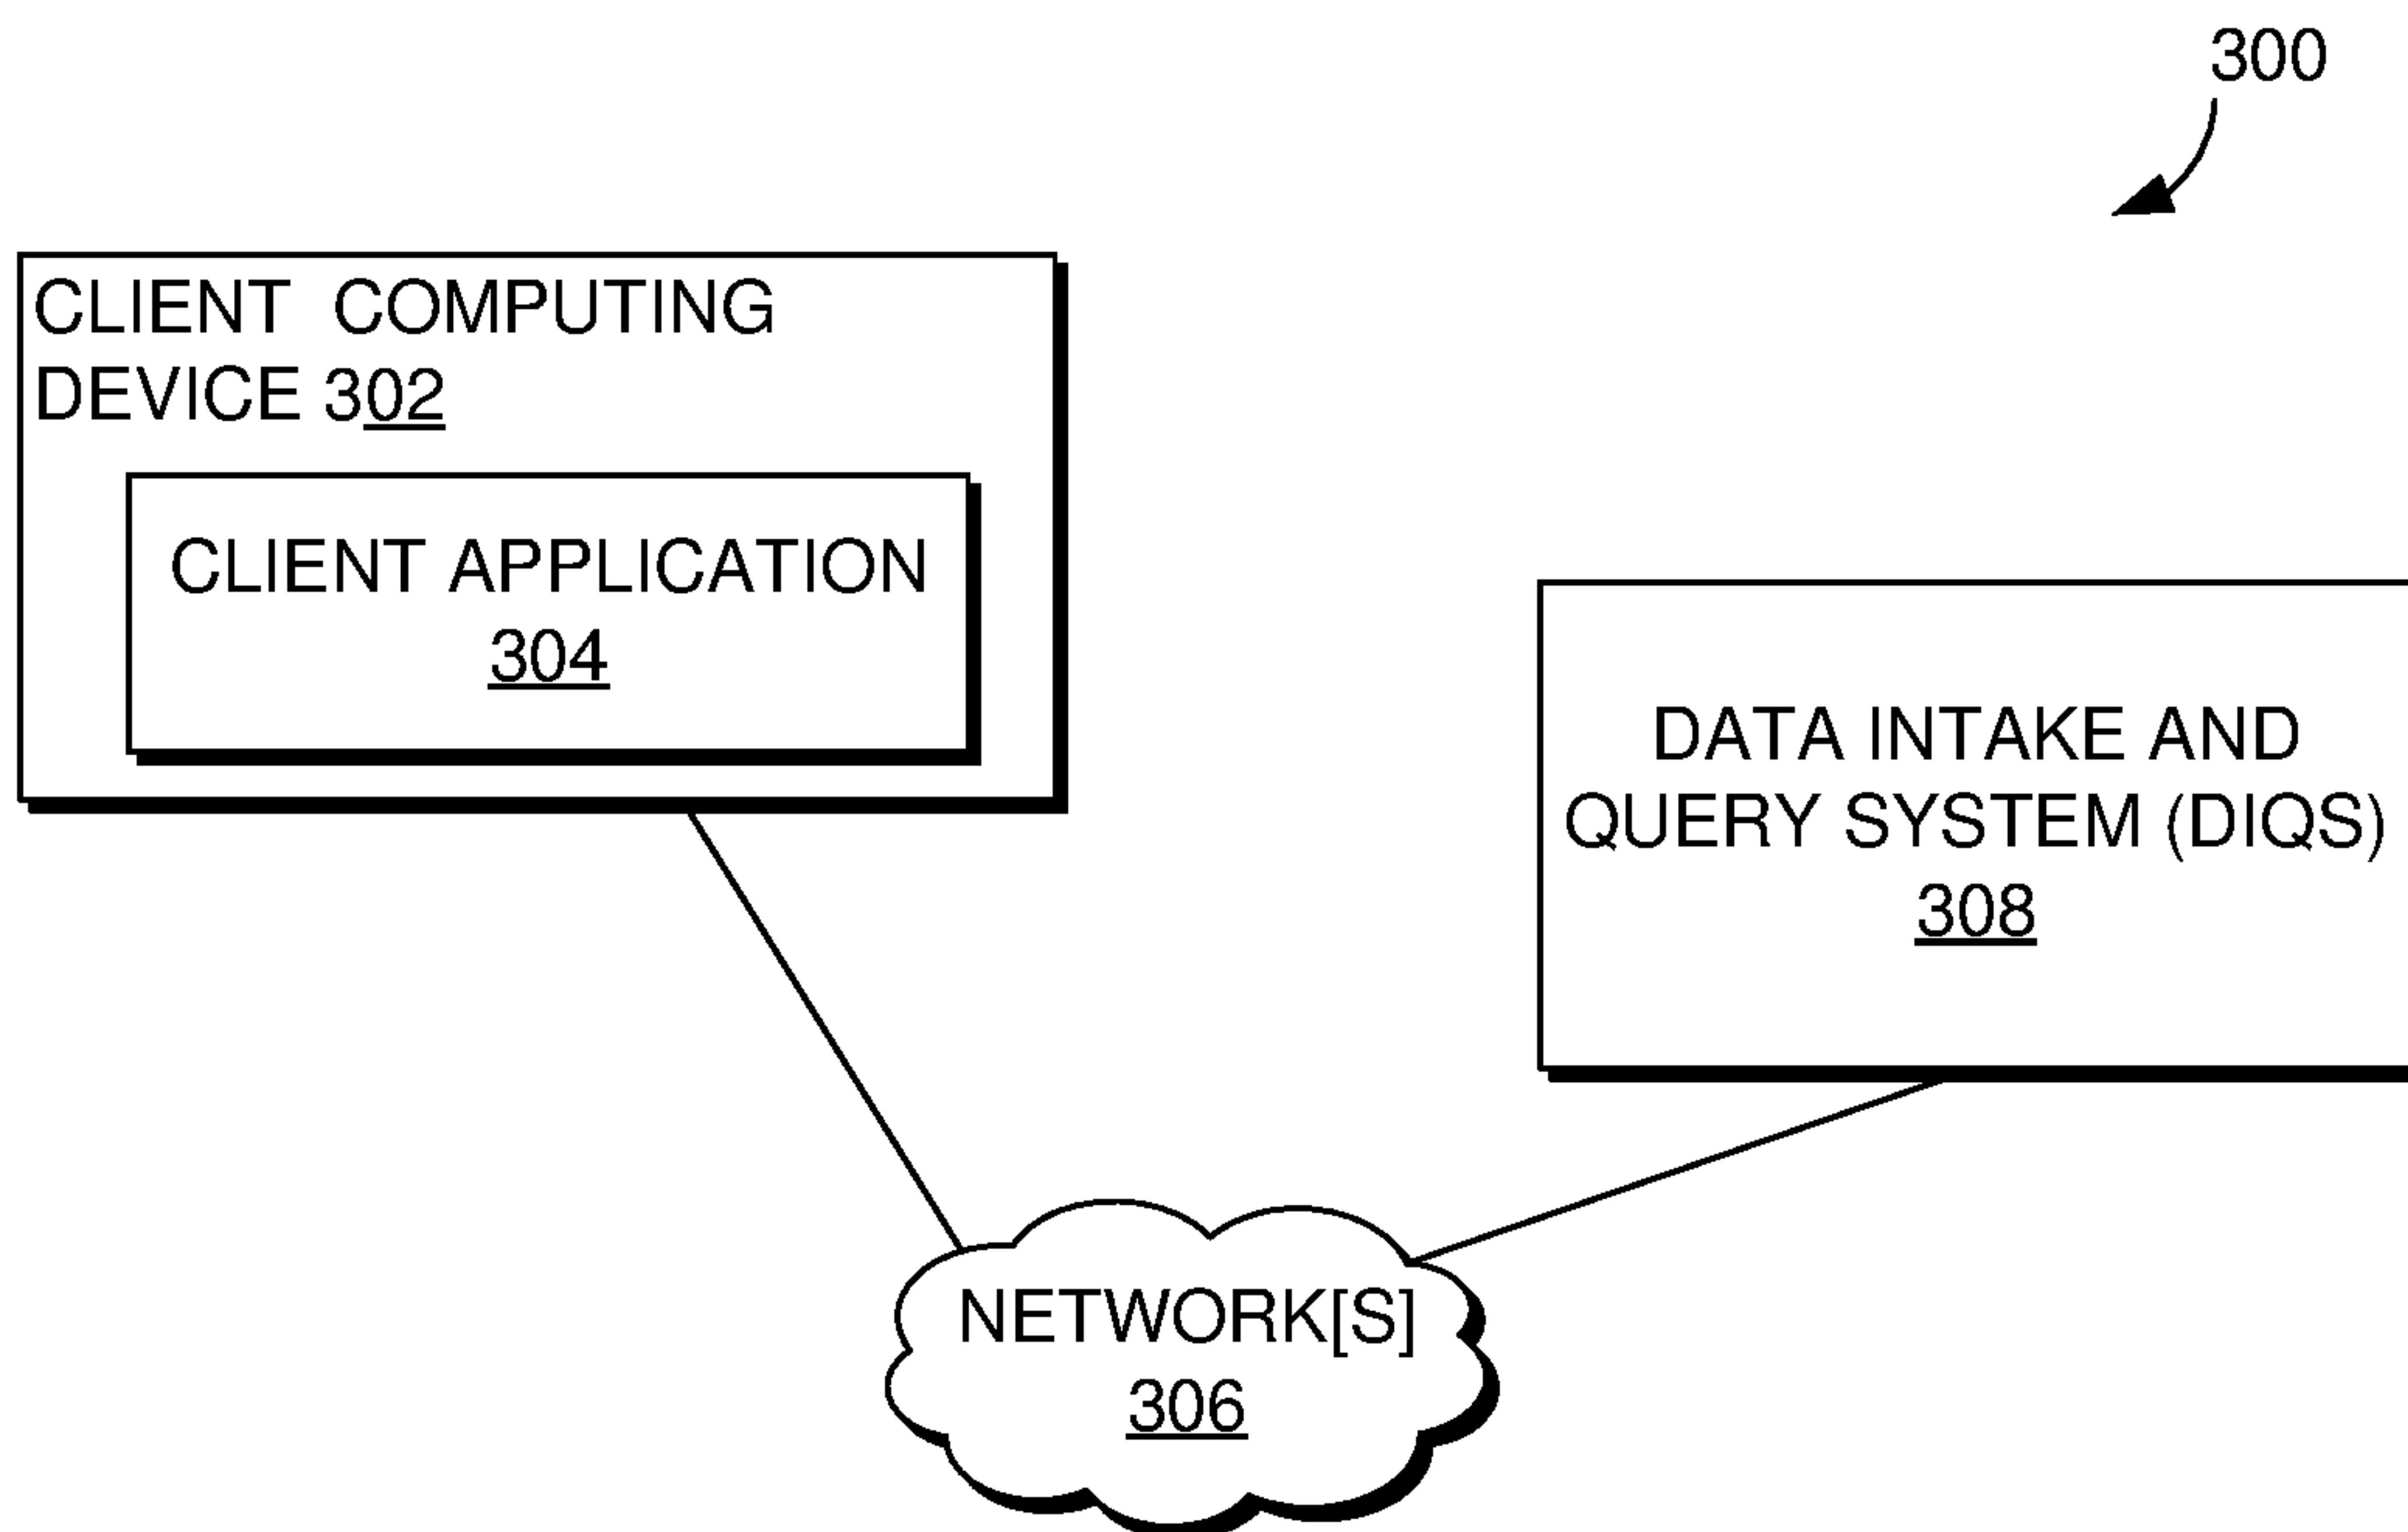 300
CLIENT COMPUTING
DEVICE 302
CLIENT APPLICATION
304
DATA INTAKE AND
QUERY SYSTEM (DIQS)
308
NETWORK[S]
306